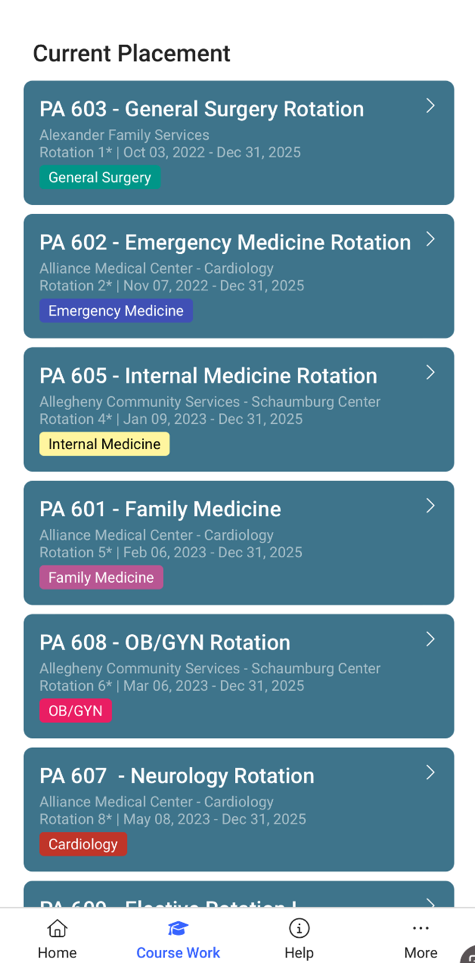 Current Placement
PA 603 - General Surgery Rotation
Alexander Family Services
Rotation 1* | Oct 03, 2022 - Dec 31, 2025
General Surgery
PA 602 - Emergency Medicine Rotation
Alliance Medical Center - Cardiology
Rotation 2* | Nov 07, 2022 - Dec 31, 2025
Emergency Medicine
PA 605 - Internal Medicine Rotation
Allegheny Community Services - Schaumburg Center
Rotation 4* | Jan 09, 2023 - Dec 31, 2025
Internal Medicine
PA 601 - Family Medicine
Alliance Medical Center - Cardiology
Rotation 5* | Feb 06, 2023 - Dec 31, 2025
Family Medicine
PA 608 - OB/GYN Rotation
Allegheny Community Services - Schaumburg Center
Rotation 6* | Mar 06, 2023 - Dec 31, 2025
OB/GYN
PA 607  - Neurology Rotation
Alliance Medical Center - Cardiology
Rotation 8* | May 08, 2023 - Dec 31, 2025
Cardiology
Elective Rotation I
Home
Course Work
Help
More